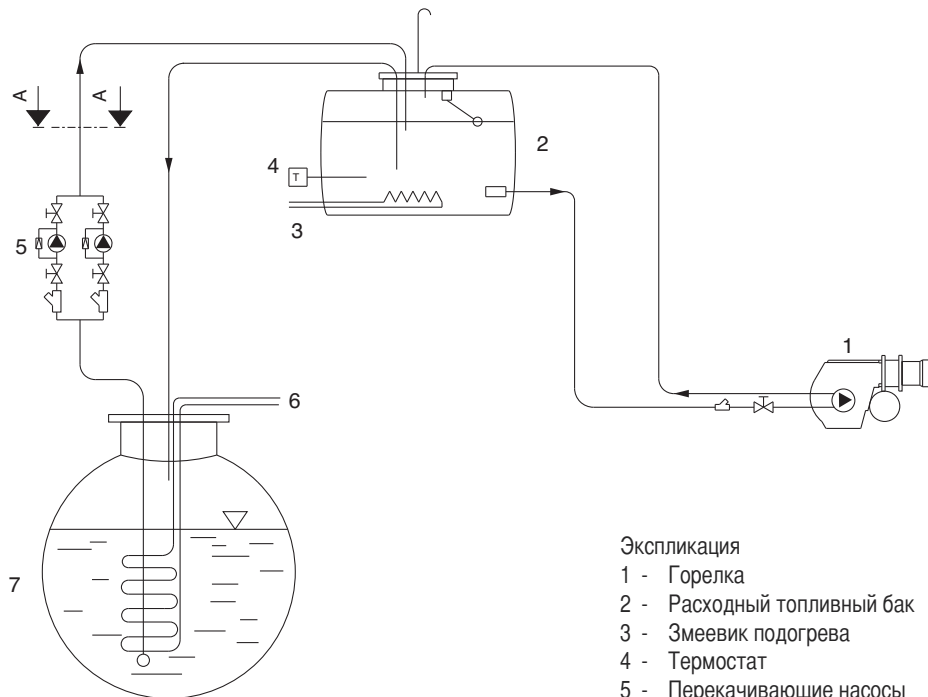 A
A
2
4
T
3
5
1
6
7
Экспликация
1 - Горелка
2 - Расходный топливный бак
3 - Змеевик подогрева
4 - Термостат
5 - Перекачивающие насосы